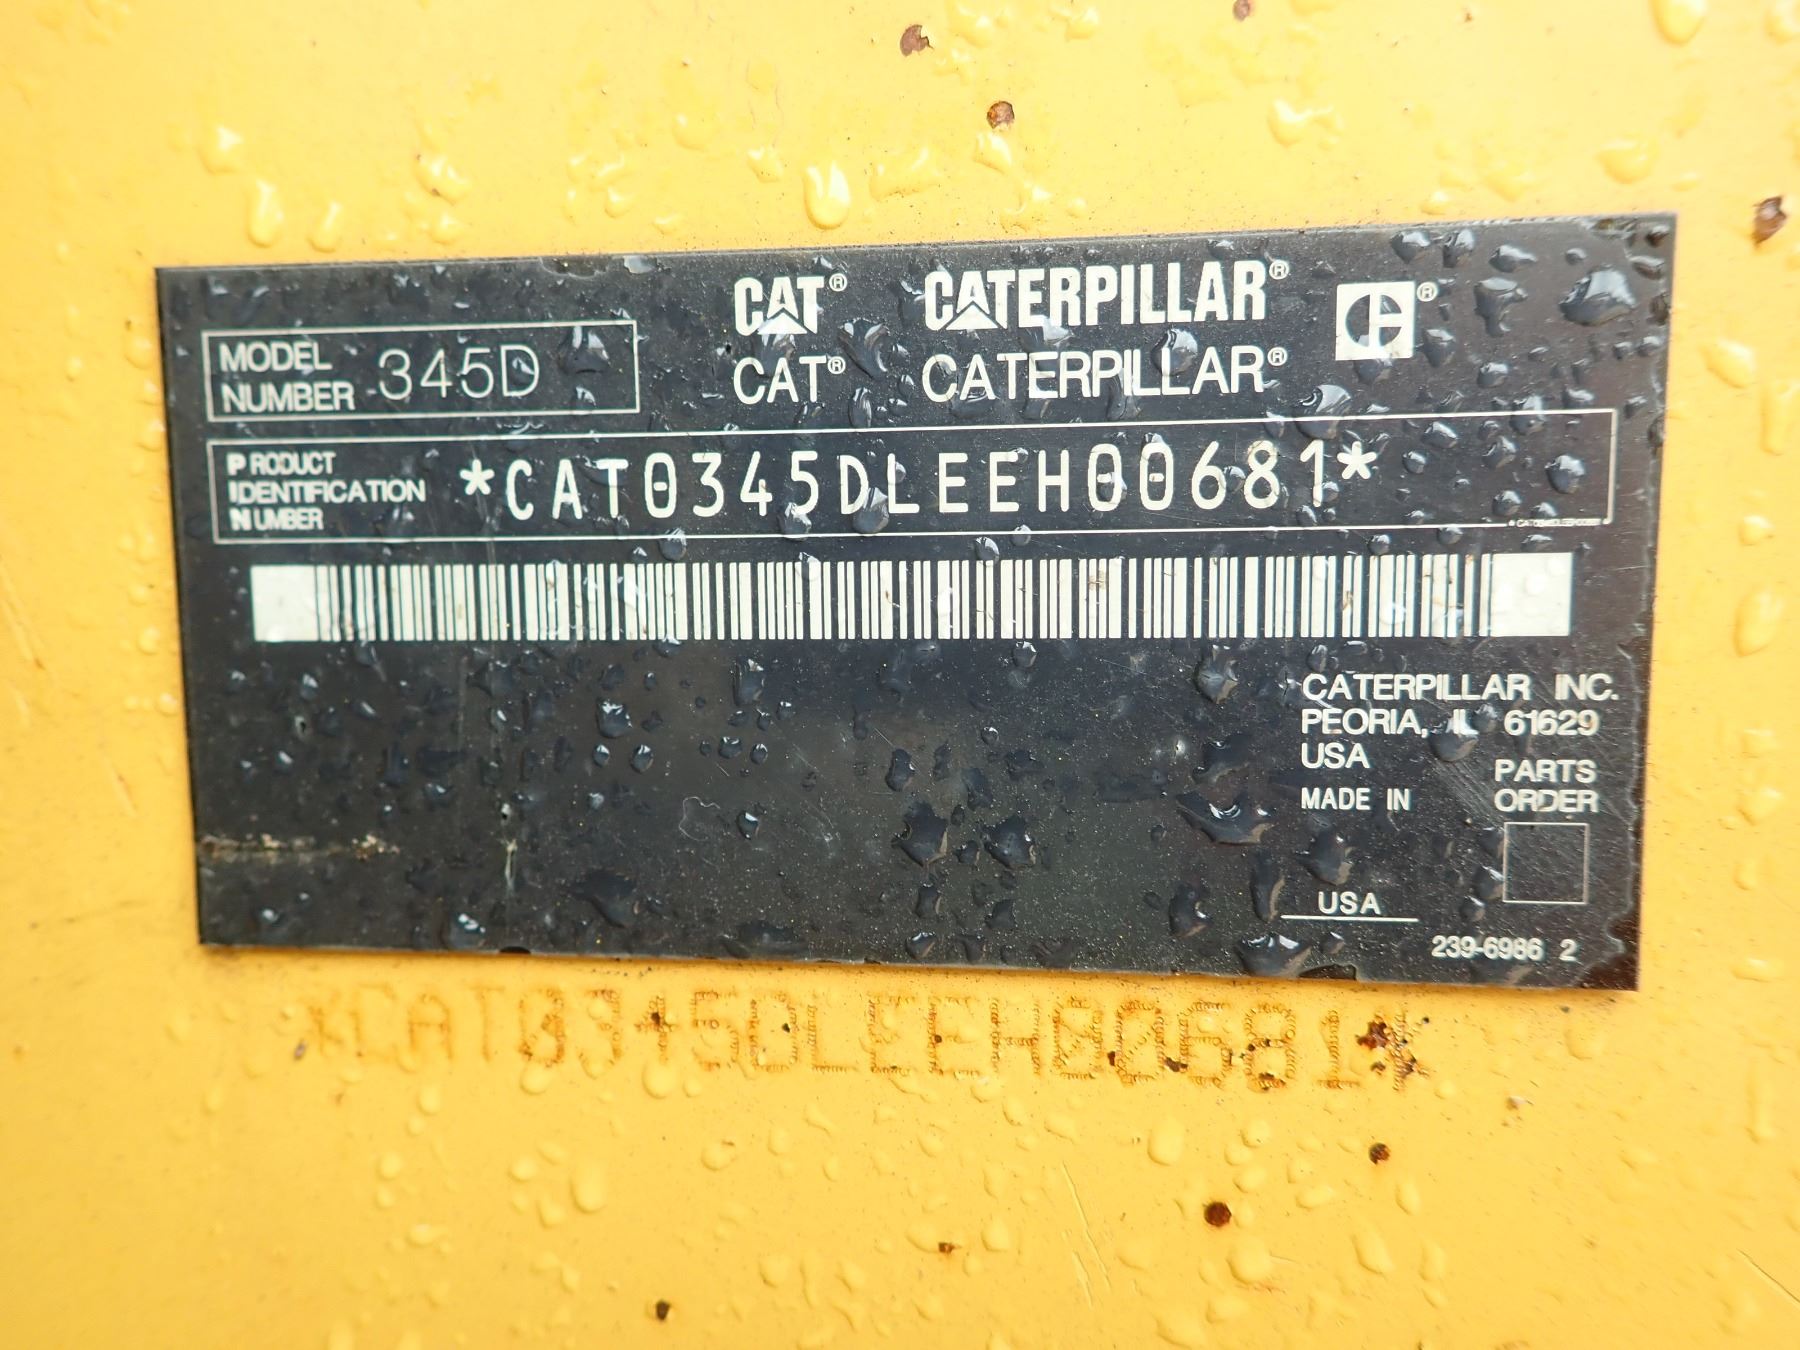 CAT® CATERPILLAR® ®
MODEL NUMBER 345D
CAT® CATERPILLAR®
PRODUCT IDENTIFICATION NUMBER *CAT0345DLEEH00681*
CATERPILLAR INC.
PEORIA, IL 61629
USA
PARTS
MADE IN ORDER
USA
239-6986 2
*CAT0345DLEEH00681*